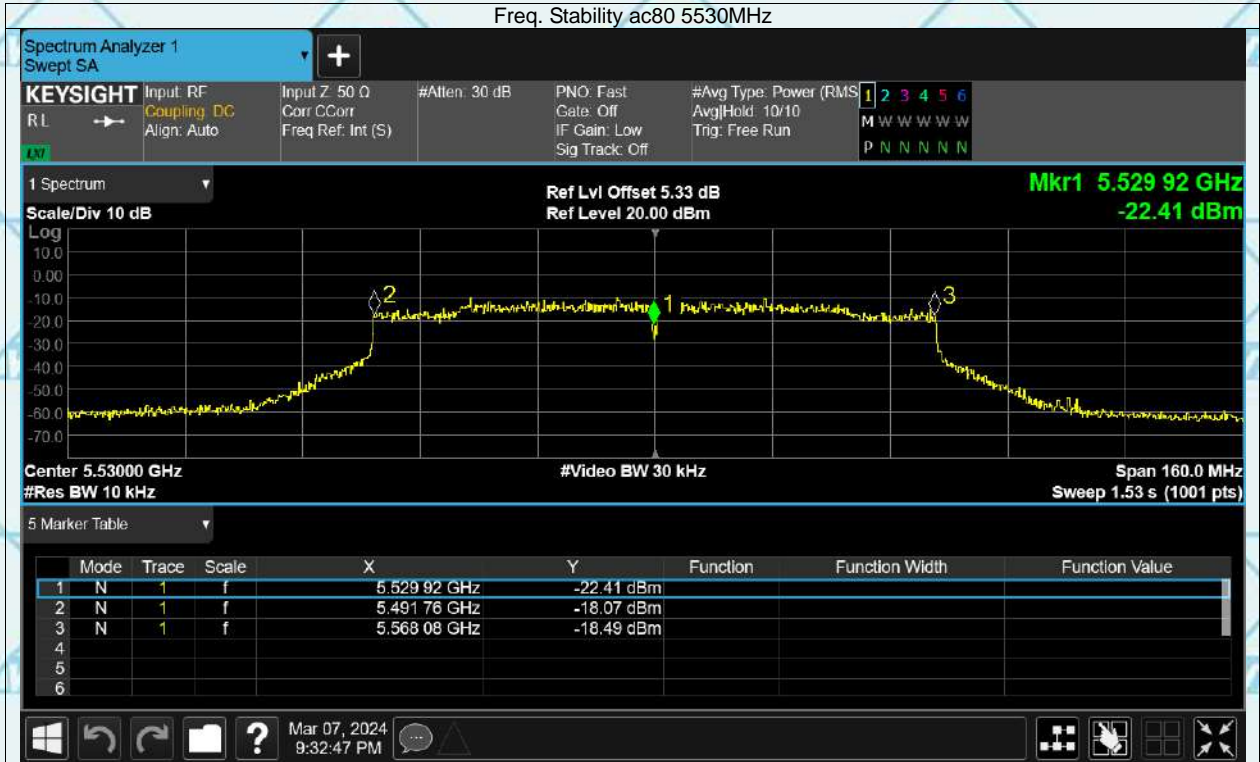 Freq. Stability ac80 5530MHz
Spectrum Analyzer 1
Swept SA
KEYSIGHT
RL
LXI
Input: RF
Coupling: DC
Align: Auto
Input Z: 50 Ω
Corr CCorr
Freq Ref: Int (S)
#Atten: 30 dB
PNO: Fast
Gate: Off
IF Gain: Low
Sig Track: Off
#Avg Type: Power (RMS
Avg|Hold: 10/10
Trig: Free Run
1 2 3 4 5 6
M W W W W W
P N N N N N
1 Spectrum
Scale/Div 10 dB
Ref Lvl Offset 5.33 dB
Ref Level 20.00 dBm
Mkr1 5.529 92 GHz
-22.41 dBm
Log
10.0
0.00
-10.0
-20.0
-30.0
-40.0
-50.0
-60.0
-70.0
2
1
3
Center 5.53000 GHz
#Video BW 30 kHz
Span 160.0 MHz
#Res BW 10 kHz
Sweep 1.53 s (1001 pts)
5 Marker Table
Mode Trace Scale X Y Function Function Width Function Value
1 N 1 f 5.529 92 GHz -22.41 dBm
2 N 1 f 5.491 76 GHz -18.07 dBm
3 N 1 f 5.568 08 GHz -18.49 dBm
4
5
6
?
Mar 07, 2024
9:32:47 PM